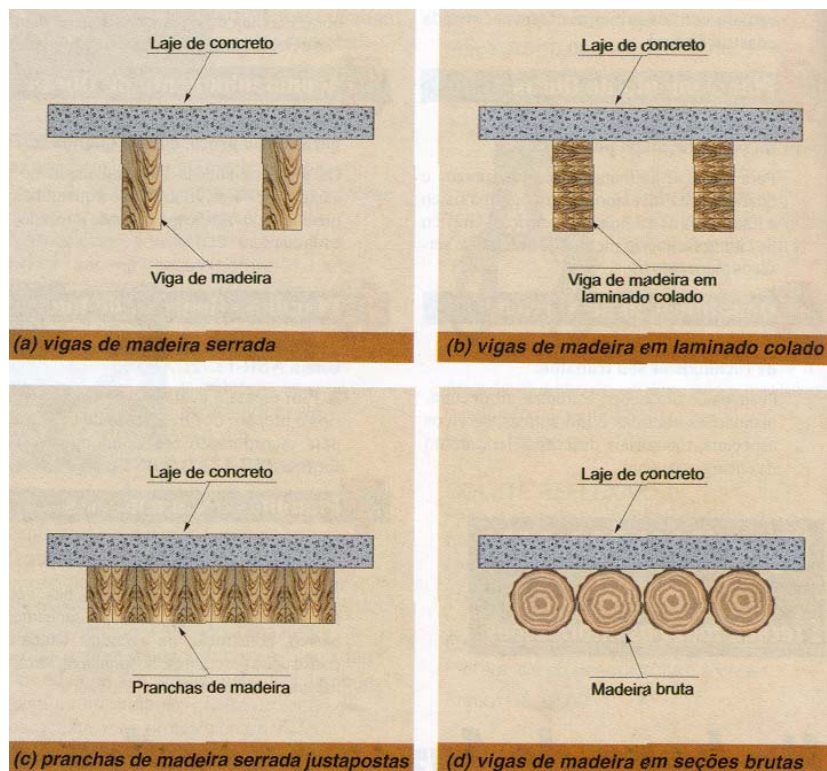 Laje de concreto
Viga de madeira
(a) vigas de madeira serrada
Laje de concreto
Viga de madeira em
laminado colado
(b) vigas de madeira em laminado colado
Laje de concreto
Pranchas de madeira
(c) pranchas de madeira serrada justapostas
Laje de concreto
Madeira bruta
(d) vigas de madeira em seções brutas